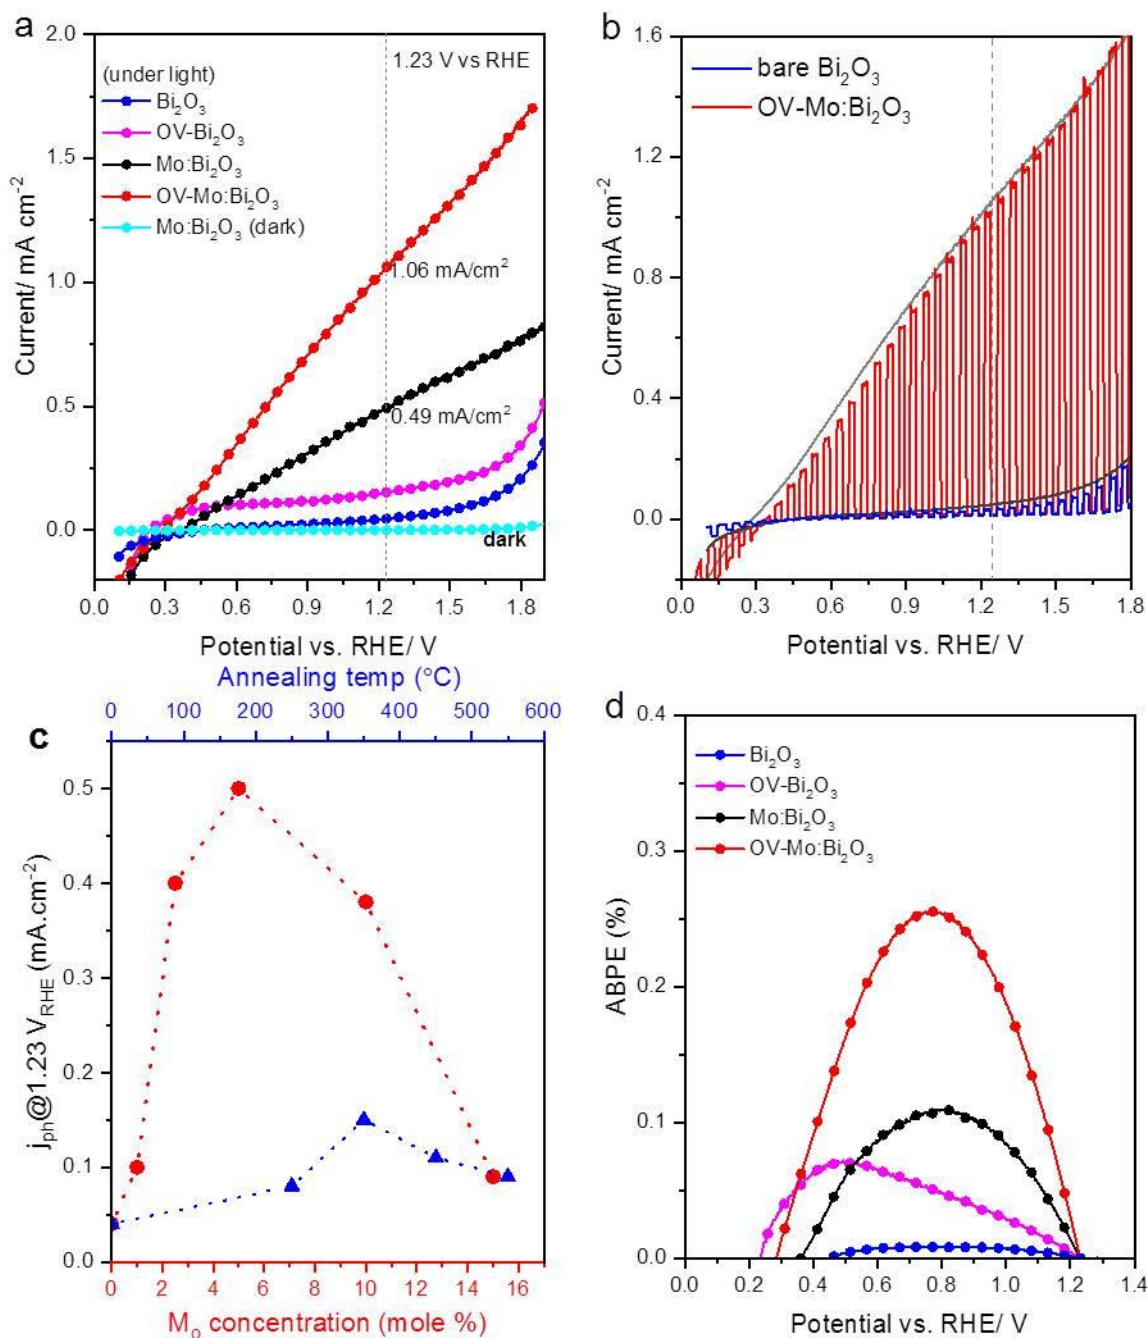 a
2.0
1.5
1.0
0.5
0.0
Current/ mA cm⁻²
(under light)
Bi₂O₃
OV-Bi₂O₃
Mo:Bi₂O₃
OV-Mo:Bi₂O₃
Mo:Bi₂O₃ (dark)
1.23 V vs RHE
1.06 mA/cm²
0.49 mA/cm²
dark
0.0 0.3 0.6 0.9 1.2 1.5 1.8
Potential vs. RHE/ V
b
1.6
1.2
0.8
0.4
0.0
Current/ mA cm⁻²
bare Bi₂O₃
OV-Mo:Bi₂O₃
0.0 0.3 0.6 0.9 1.2 1.5 1.8
Potential vs. RHE/ V
Annealing temp (°C)
0 100 200 300 400 500 600
c
0.5
0.4
0.3
0.2
0.1
0.0
jₚₕ@1.23 V_RHE (mA.cm⁻²)
0 2 4 6 8 10 12 14 16
Mₒ concentration (mole %)
d
0.4
0.3
0.2
0.1
0.0
ABPE (%)
Bi₂O₃
OV-Bi₂O₃
Mo:Bi₂O₃
OV-Mo:Bi₂O₃
0.0 0.2 0.4 0.6 0.8 1.0 1.2 1.4
Potential vs. RHE/ V